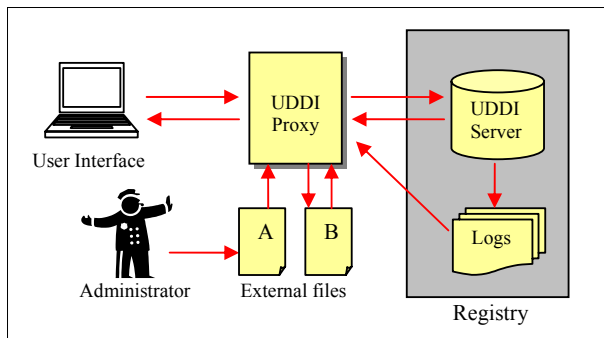 UDDI
Proxy
UDDI
Server
User Interface
A
B
Logs
Administrator
External files
Registry